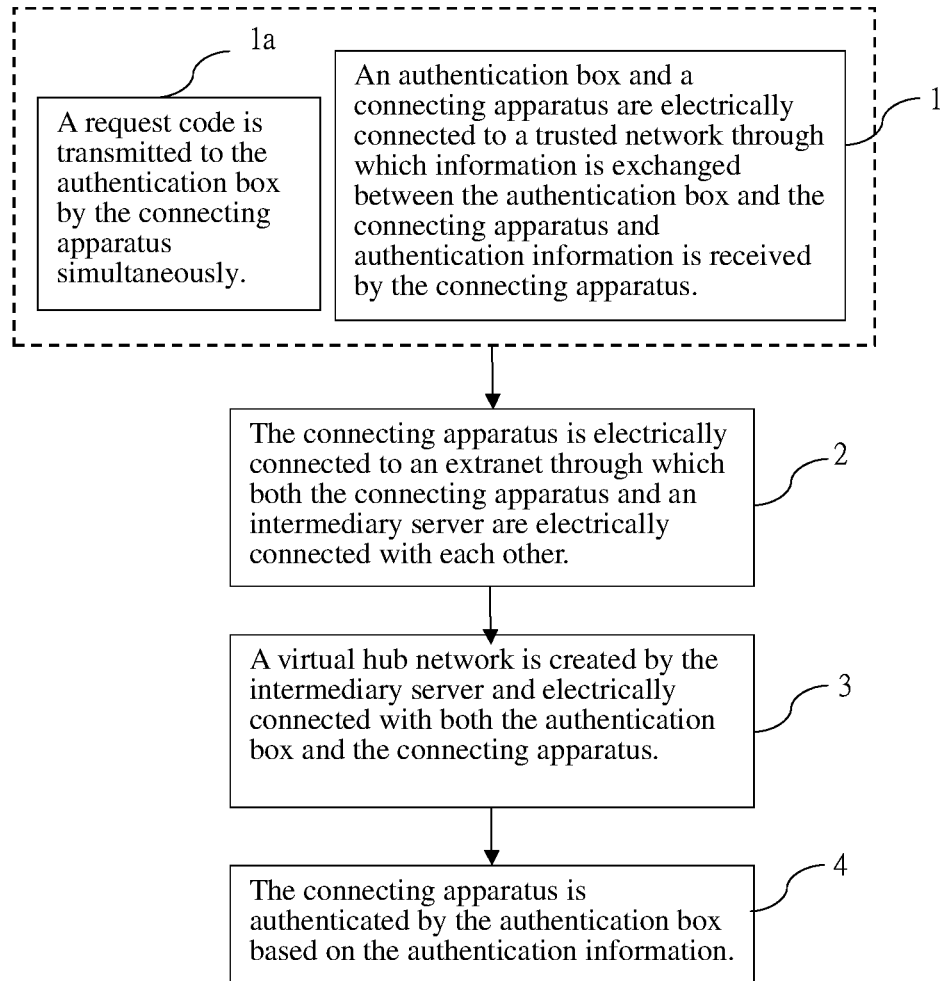 1a
A request code is
transmitted to the
authentication box
by the connecting
apparatus
simultaneously.
An authentication box and a
connecting apparatus are electrically
connected to a trusted network through
which information is exchanged
between the authentication box and the
connecting apparatus and
authentication information is received
by the connecting apparatus.
1
The connecting apparatus is electrically
connected to an extranet through which
both the connecting apparatus and an
intermediary server are electrically
connected with each other.
2
A virtual hub network is created by the
intermediary server and electrically
connected with both the authentication
box and the connecting apparatus.
3
The connecting apparatus is
authenticated by the authentication box
based on the authentication information.
4